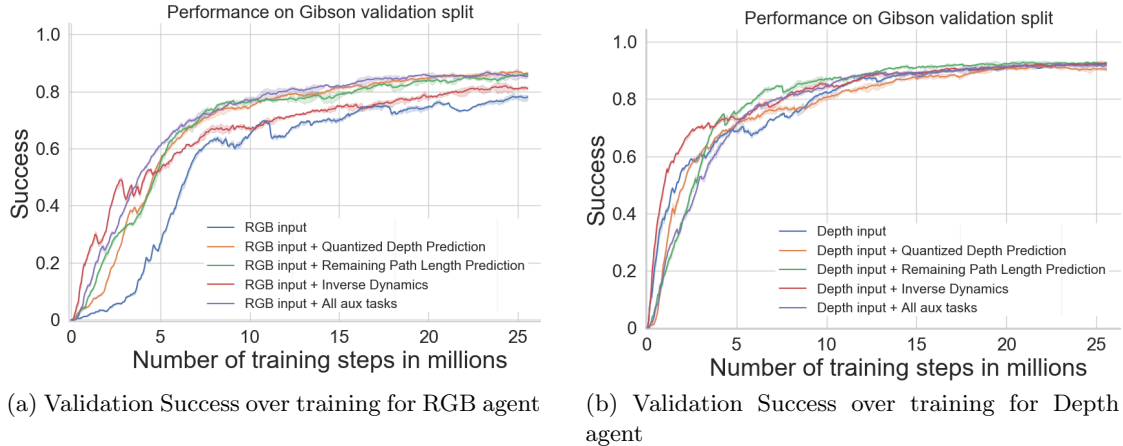 Performance on Gibson validation split
1.0
0.8
0.6
0.4
0.2
0
Success
RGB input
RGB input + Quantized Depth Prediction
RGB input + Remaining Path Length Prediction
RGB input + Inverse Dynamics
RGB input + All aux tasks
0 5 10 15 20 25
Number of training steps in millions
(a) Validation Success over training for RGB agent
Performance on Gibson validation split
1.0
0.8
0.6
0.4
0.2
0
Success
Depth input
Depth input + Quantized Depth Prediction
Depth input + Remaining Path Length Prediction
Depth input + Inverse Dynamics
Depth input + All aux tasks
0 5 10 15 20 25
Number of training steps in millions
(b) Validation Success over training for Depth
agent